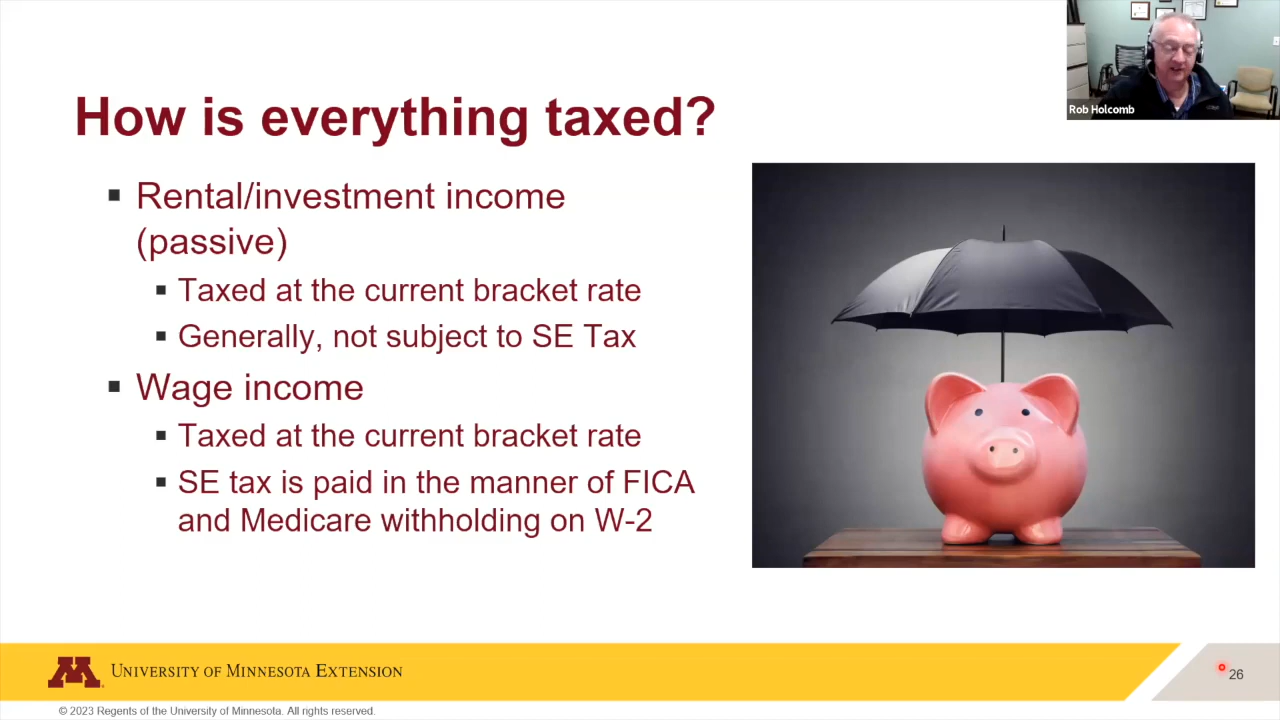 Rob Holcomb
How is everything taxed?
Rental/investment income
(passive)
Taxed at the current bracket rate
Generally, not subject to SE Tax
Wage income
Taxed at the current bracket rate
SE tax is paid in the manner of FICA
and Medicare withholding on W-2
M
UNIVERSITY OF MINNESOTA EXTENSION
26
© 2023 Regents of the University of Minnesota. All rights reserved.